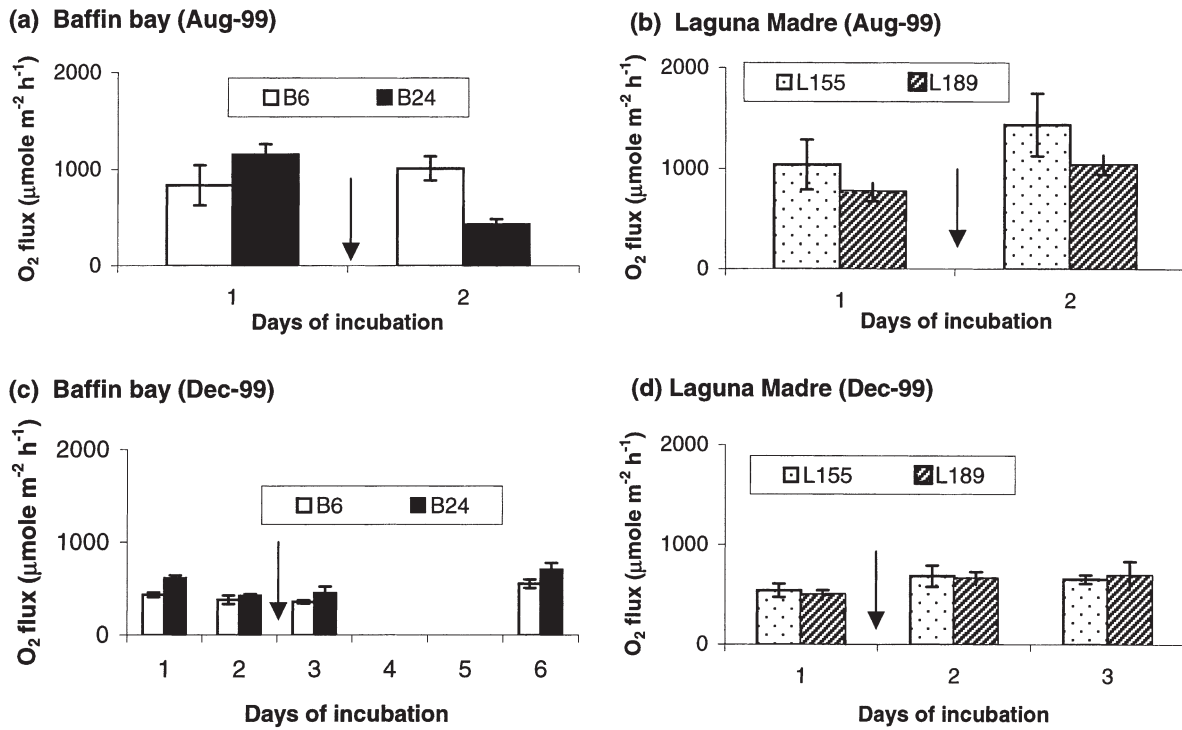 (a) Baffin bay (Aug-99)
O2 flux (μmole m-2 h-1)
2000
1000
0
B6 B24
1 2
Days of incubation
(b) Laguna Madre (Aug-99)
O2 flux (μmole m-2 h-1)
2000
1000
0
L155 L189
1 2
Days of incubation
(c) Baffin bay (Dec-99)
O2 flux (μmole m-2 h-1)
2000
1000
0
B6 B24
1 2 3 4 5 6
Days of incubation
(d) Laguna Madre (Dec-99)
O2 flux (μmole m-2 h-1)
2000
1000
0
L155 L189
1 2 3
Days of incubation